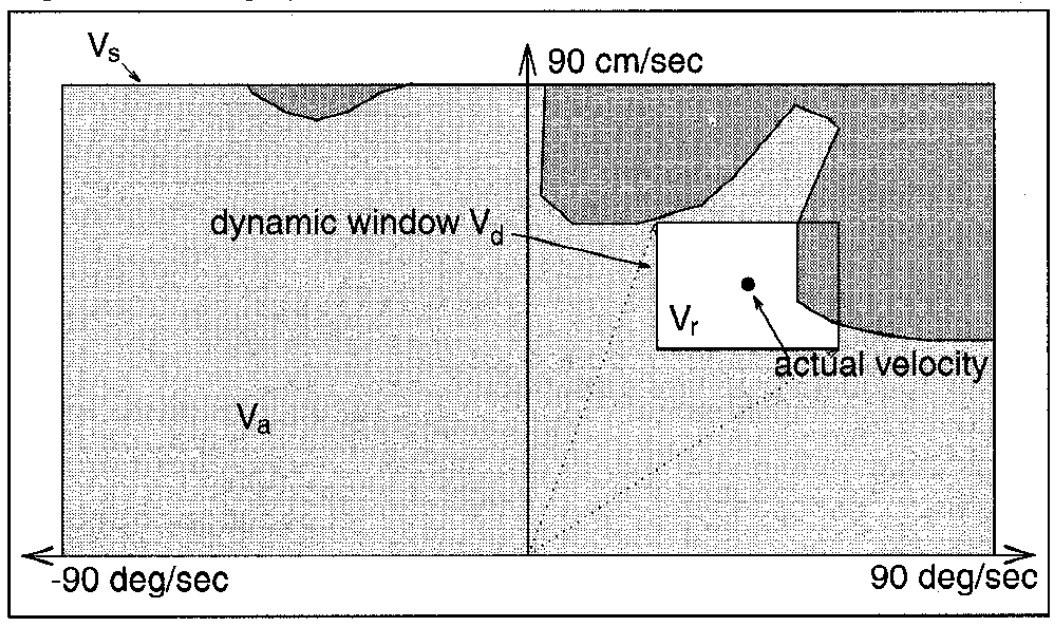 Vs
90 cm/sec
dynamic window Vd
Vr
actual velocity
Va
-90 deg/sec
90 deg/sec